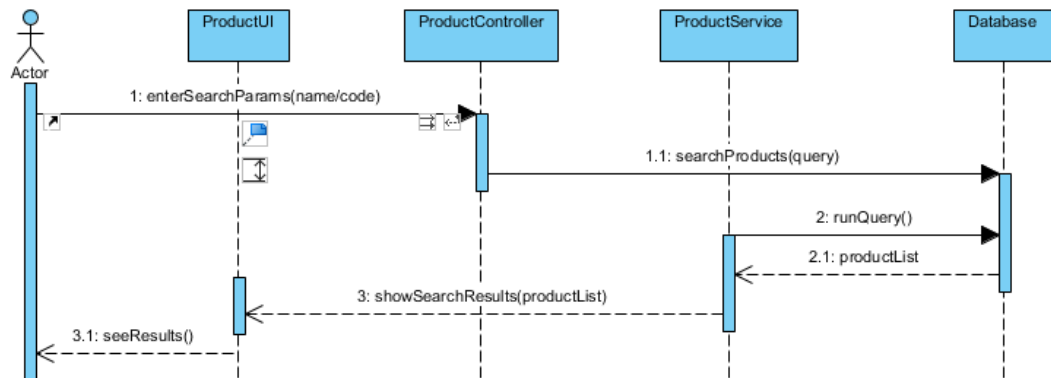 ProductUI
ProductController
ProductService
Database
Actor
1: enterSearchParams(name/code)
1.1: searchProducts(query)
2: runQuery()
2.1: productList
3: showSearchResults(productList)
3.1: seeResults()